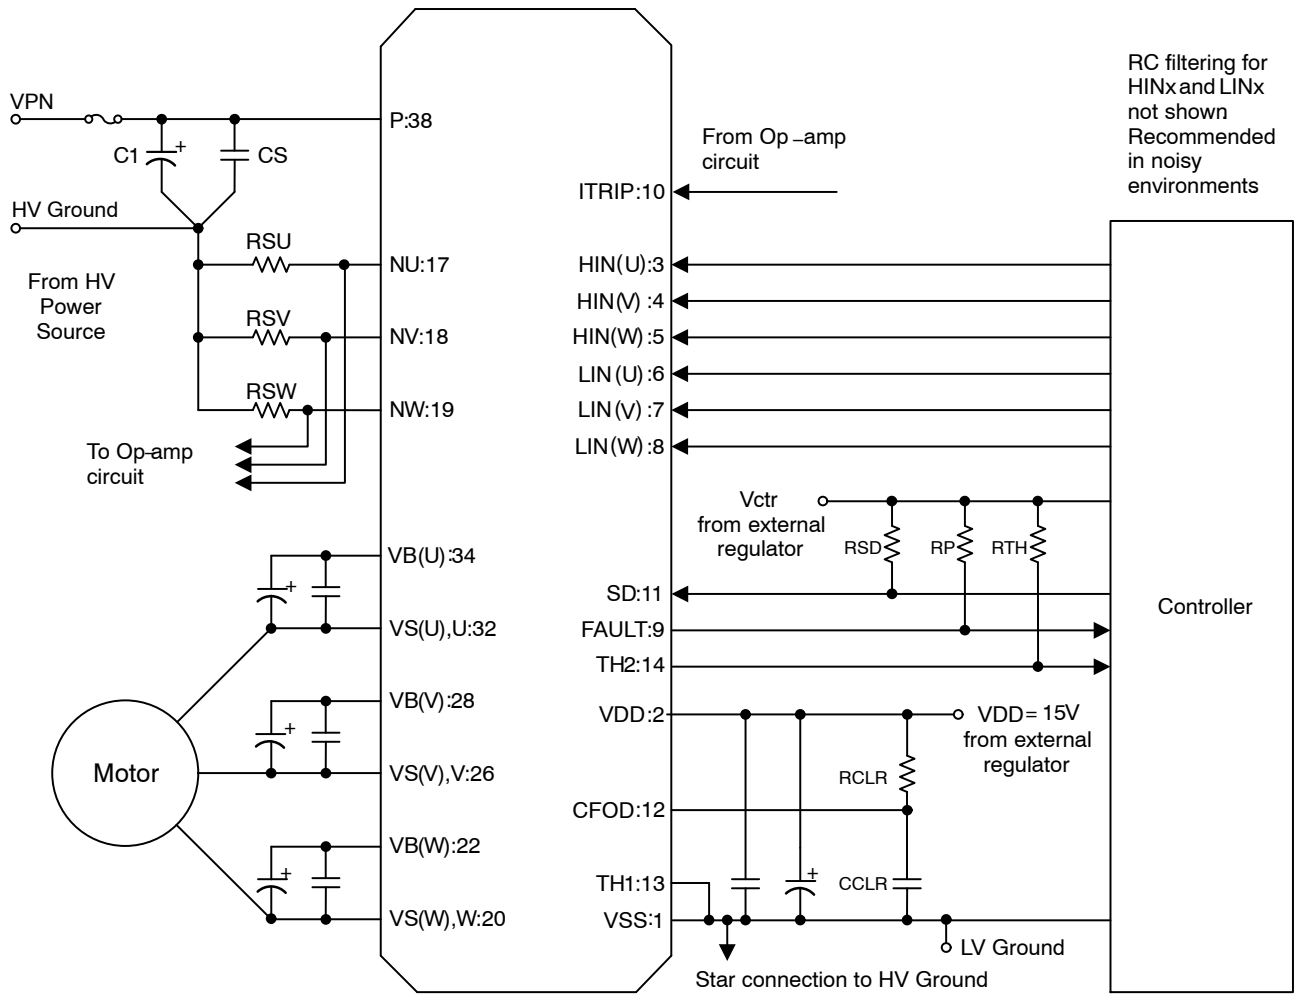 VPN
C1
+
CS
HV Ground
From HV
Power
Source
RSU
RSV
RSW
To Op-amp
circuit
+
+
+
Motor
P:38
NU:17
NV:18
NW:19
VB(U):34
VS(U),U:32
VB(V):28
VS(V),V:26
VB(W):22
VS(W),W:20
ITRIP:10
HIN(U):3
HIN(V) :4
HIN(W):5
LIN(U) :6
LIN(V) :7
LIN(W) :8
SD:11
FAULT:9
TH2:14
VDD:2
CFOD:12
TH1:13
VSS:1
From Op-amp
circuit
Vctr
from external
regulator
RSD
RP
RTH
VDD= 15V
from external
regulator
RCLR
CCLR
+
LV Ground
Star connection to HV Ground
RC filtering for
HINx and LINx
not shown
Recommended
in noisy
environments
Controller